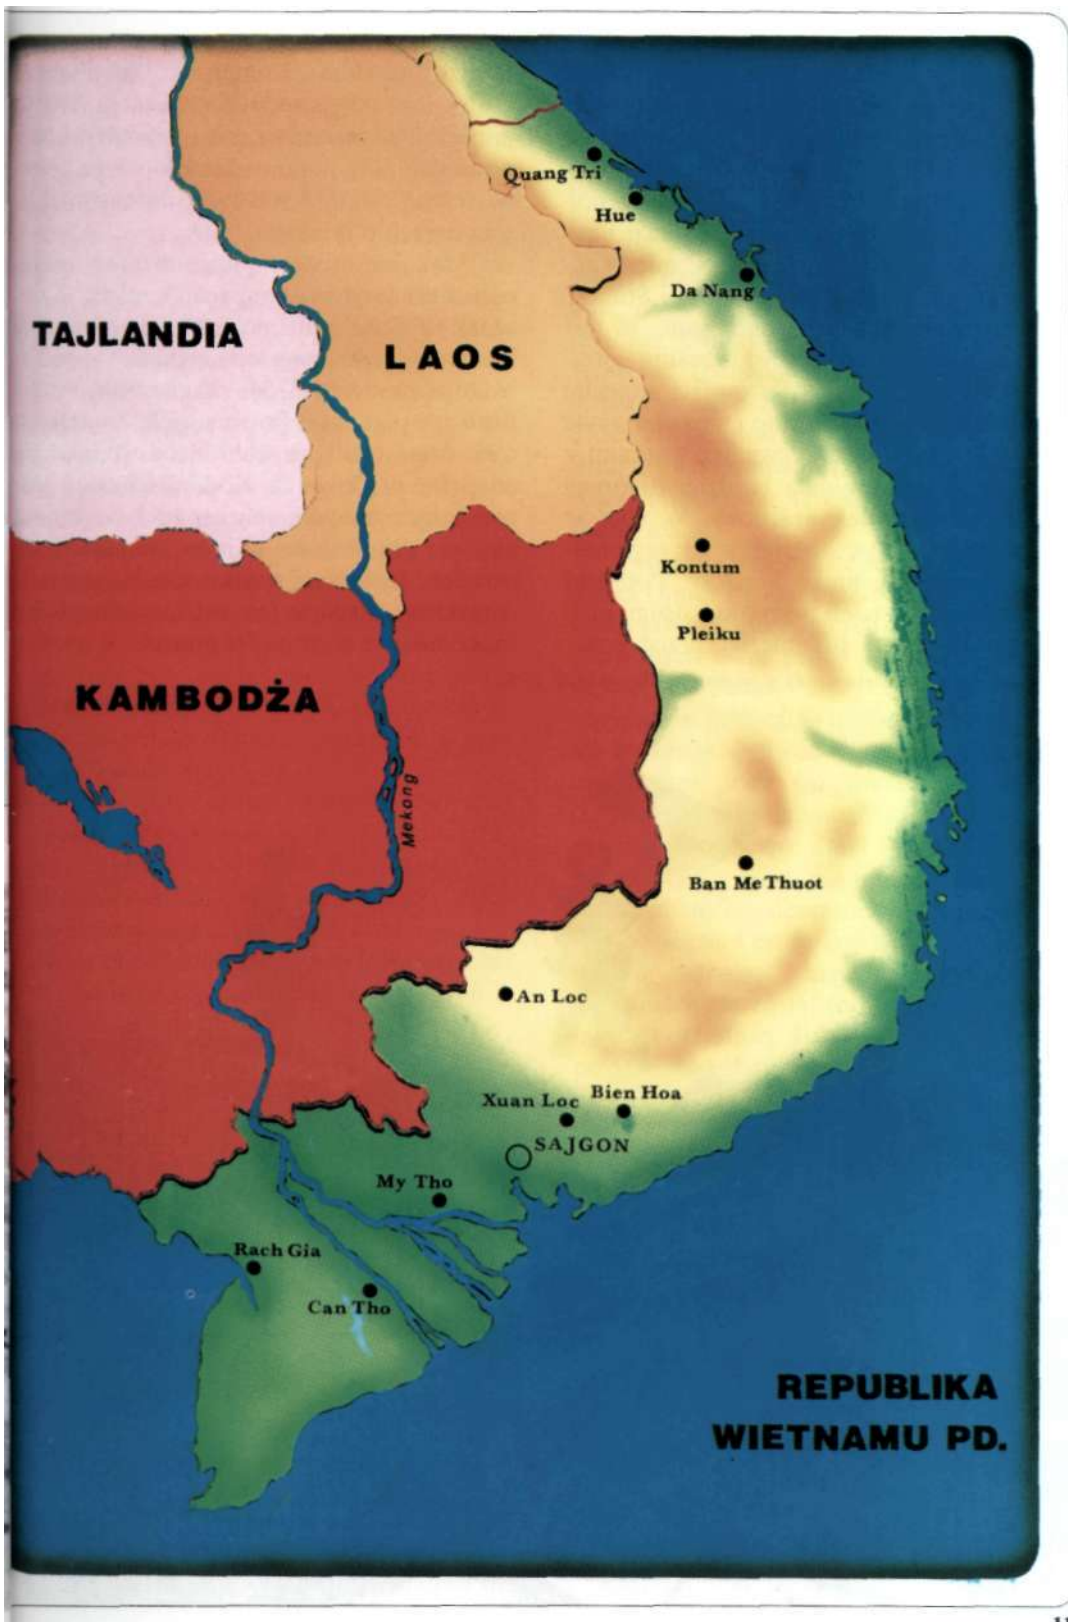 Quang Tri
Hue
Da Nang
TAJLANDIA
LAOS
Kontum
Pleiku
KAMBODŻA
Mekong
Ban Me Thuot
An Loc
Bien Hoa
Xuan Loc
SAJGON
My Tho
Rach Gia
Can Tho
REPUBLIKA
WIETNAMU PD.